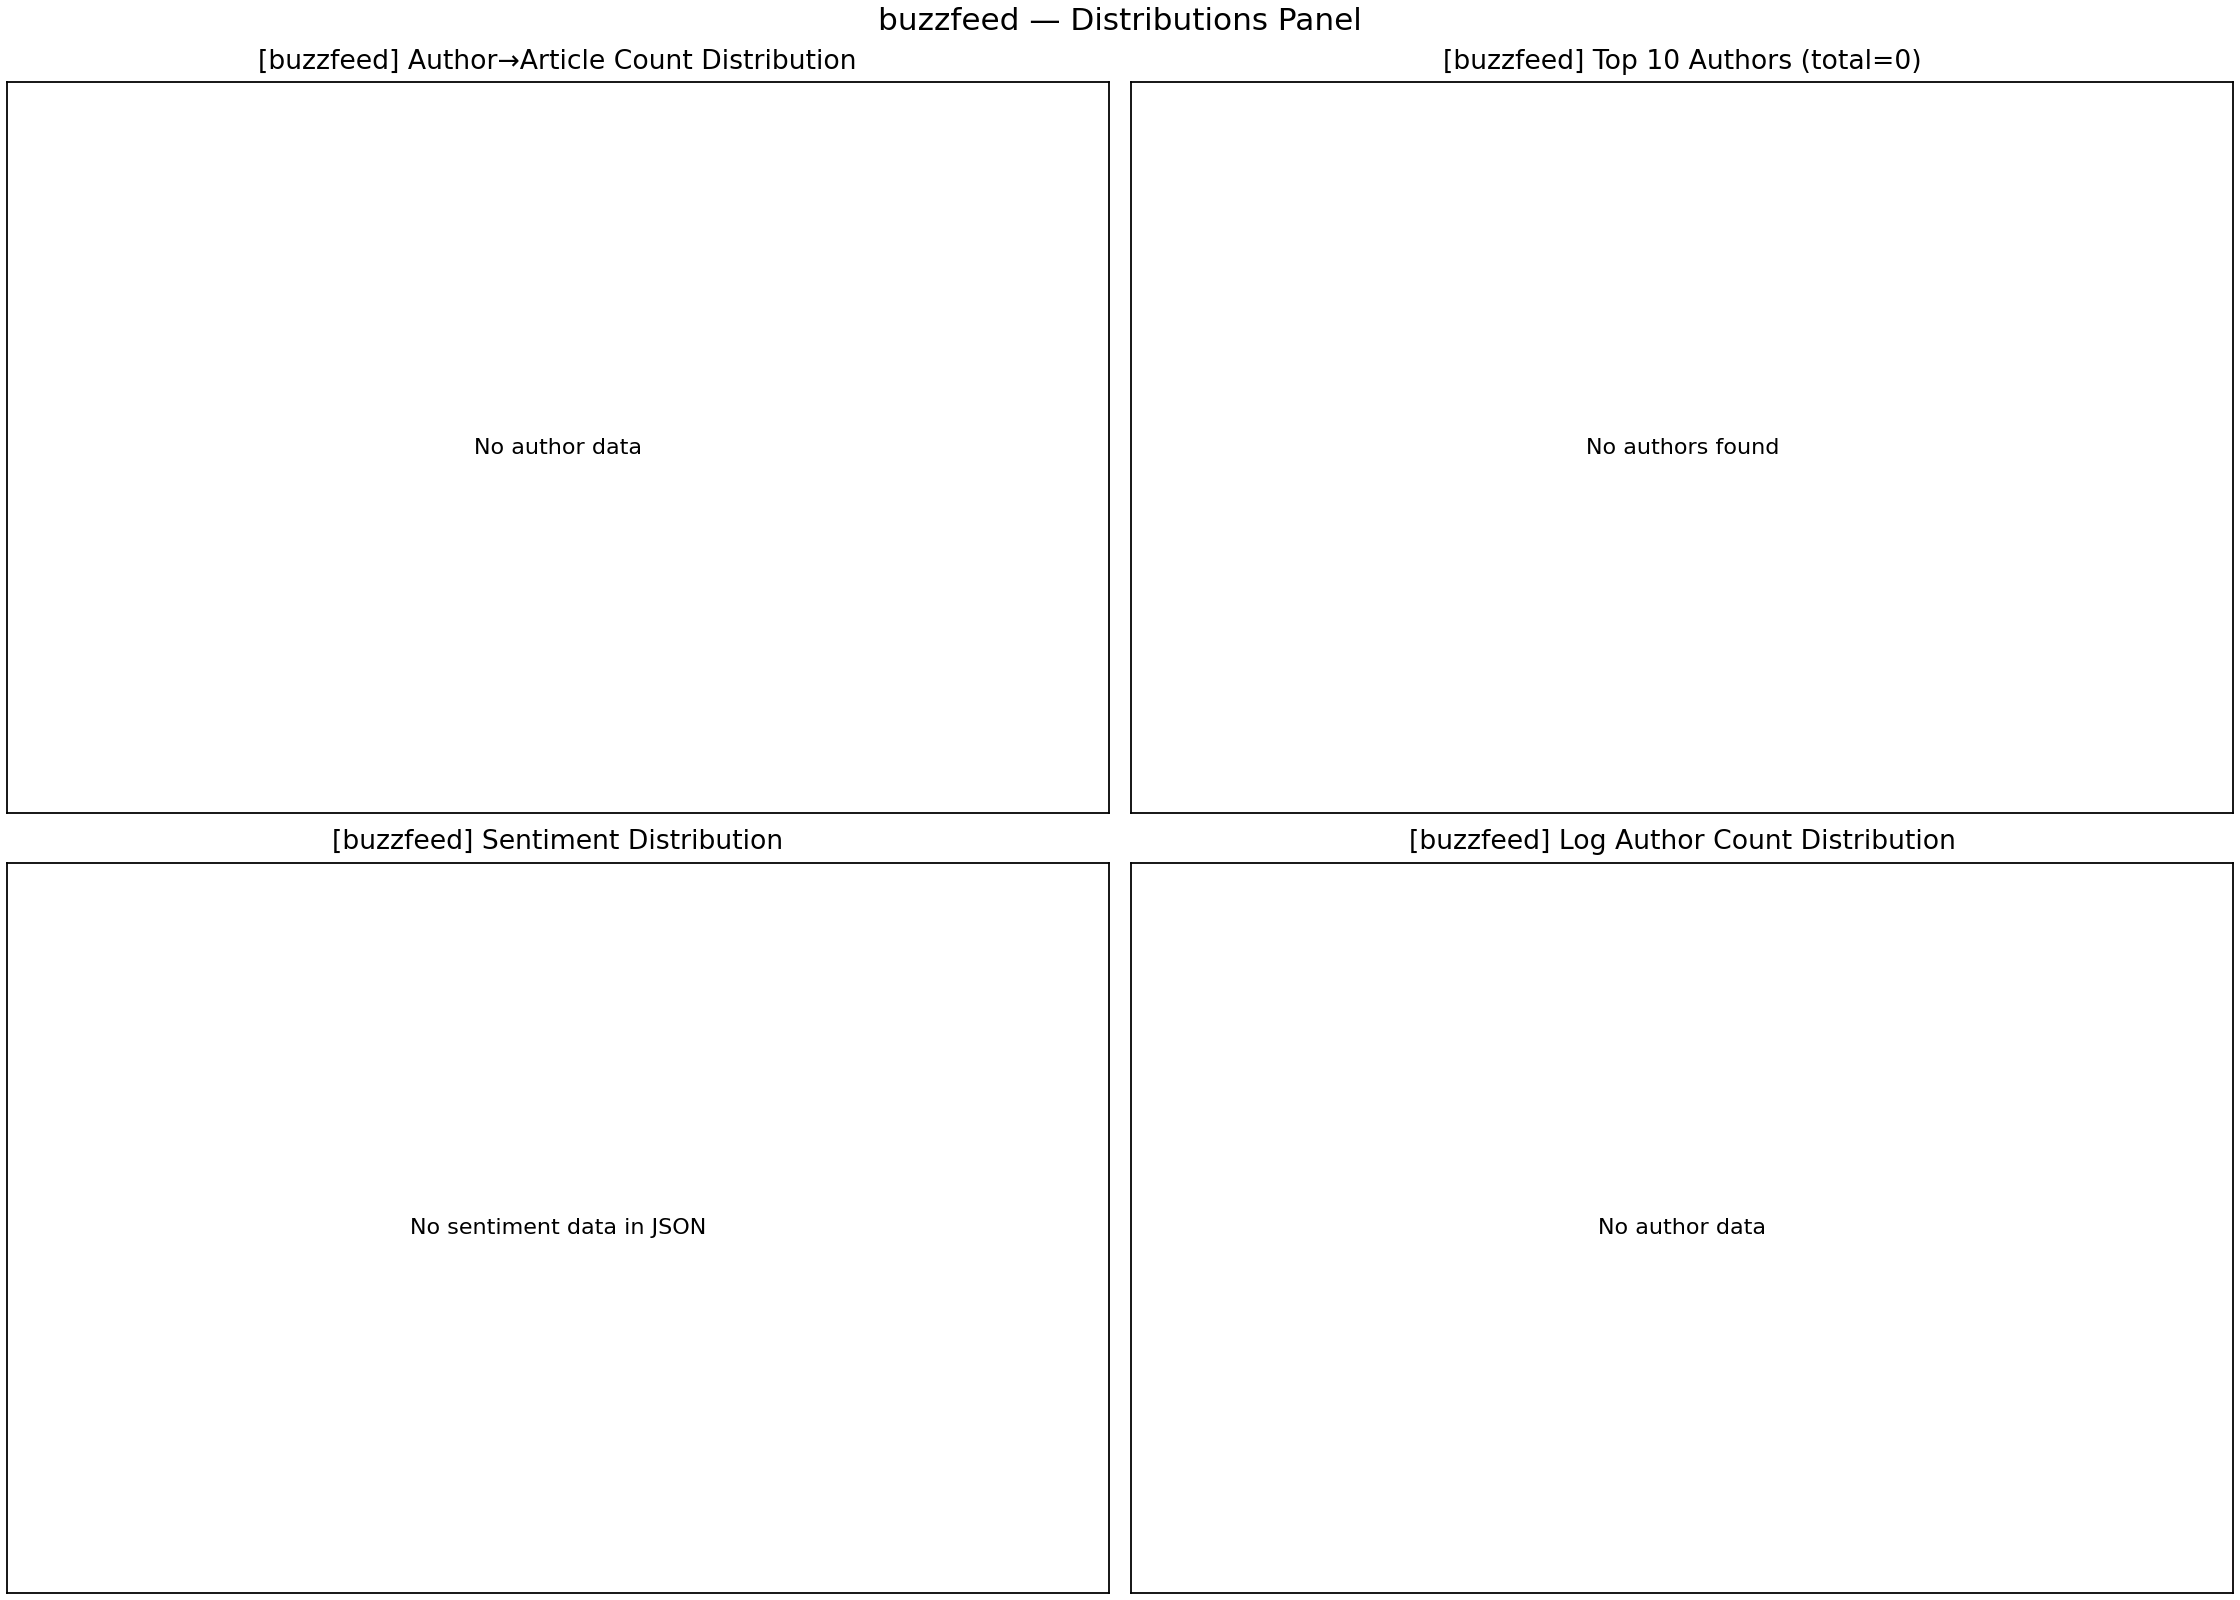 buzzfeed — Distributions Panel
[buzzfeed] Author→Article Count Distribution
No author data
[buzzfeed] Top 10 Authors (total=0)
No authors found
[buzzfeed] Sentiment Distribution
No sentiment data in JSON
[buzzfeed] Log Author Count Distribution
No author data